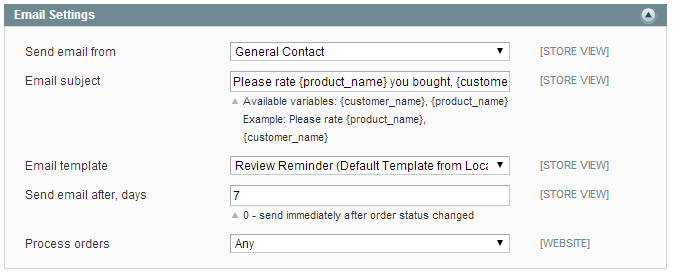 Email Settings
Send email from General Contact [STORE VIEW]
Email subject Please rate {product_name} you bought, {custome [STORE VIEW]
Available variables: {customer_name}, {product_name}
Example: Please rate {product_name},
{customer_name}
Email template Review Reminder (Default Template from Loca [STORE VIEW]
Send email after, days 7 [STORE VIEW]
0 - send immediately after order status changed
Process orders Any [WEBSITE]